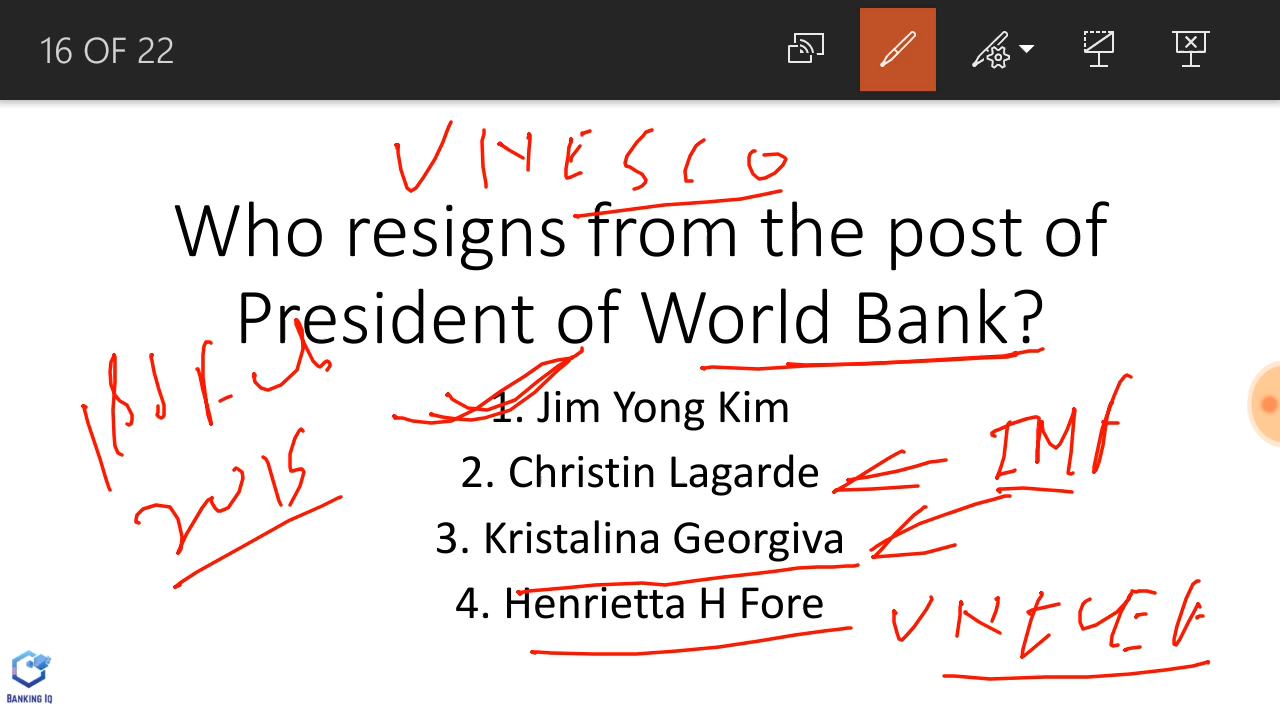 16 OF 22
UNESCO
Who resigns from the post of
President of World Bank?
1. Jim Yong Kim
2. Christin Lagarde
IMF
3. Kristalina Georgiva
4. Henrietta H Fore
2015
BANKING IQ